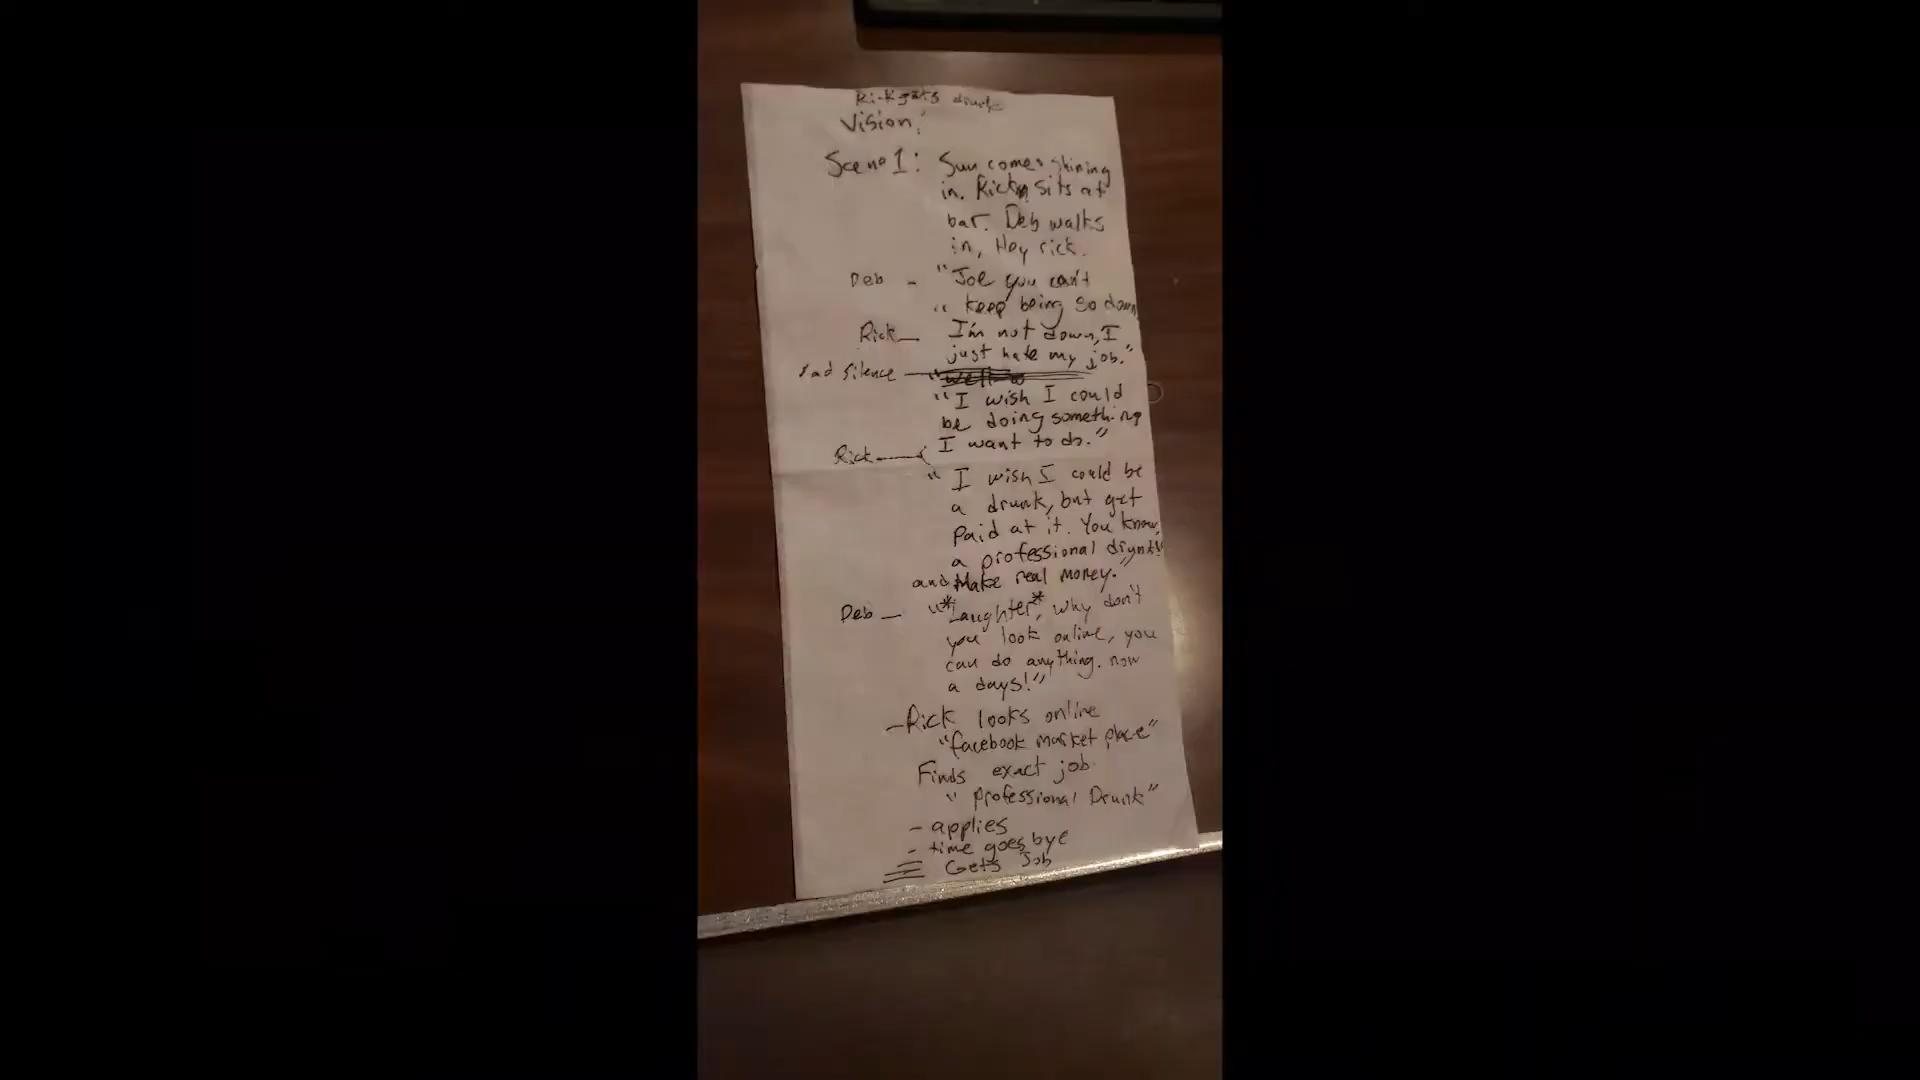 Rick gets drunk
Vision:
Scene 1: Sun comes shining
in. Rick sits at
bar. Deb walks
in, Hey rick.
Deb - "Joe you can't
" keep being so down
Rick - I'm not down, I
just hate my job."
sad silence
"I wish I could
be doing something
I want to do."
Rick
" I wish I could be
a drunk, but get
Paid at it. You know,
a professional
and Make real money."
Deb - "*Laughter*, why don't
you look online, you
can do anything. now
a days!"
- Rick looks online
"facebook market place"
Finds exact job
" professional Drunk"
- applies
- time goes bye
Gets Job